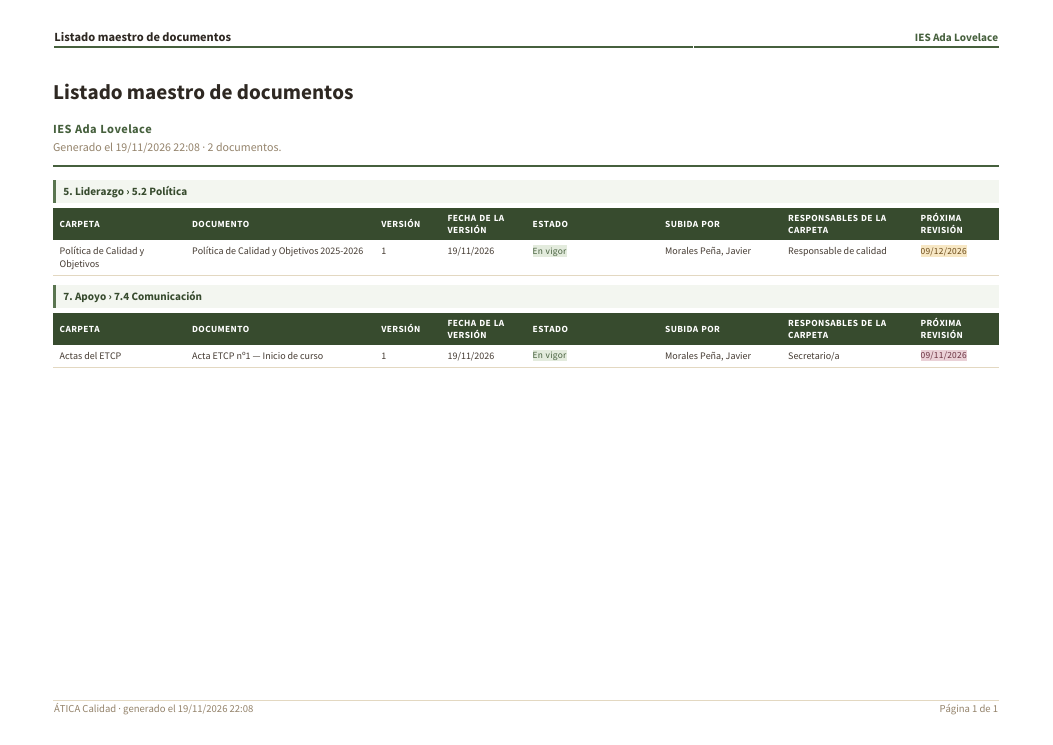 Listado maestro de documentos IES Ada Lovelace
Listado maestro de documentos
IES Ada Lovelace
Generado el 19/11/2026 22:08 · 2 documentos.
5. Liderazgo › 5.2 Política
CARPETA DOCUMENTO VERSIÓN FECHA DE LA VERSIÓN ESTADO SUBIDA POR RESPONSABLES DE LA CARPETA PRÓXIMA REVISIÓN
Política de Calidad y Objetivos Política de Calidad y Objetivos 2025-2026 1 19/11/2026 En vigor Morales Peña, Javier Responsable de calidad 09/12/2026
7. Apoyo › 7.4 Comunicación
CARPETA DOCUMENTO VERSIÓN FECHA DE LA VERSIÓN ESTADO SUBIDA POR RESPONSABLES DE LA CARPETA PRÓXIMA REVISIÓN
Actas del ETCP Acta ETCP nº1 — Inicio de curso 1 19/11/2026 En vigor Morales Peña, Javier Secretario/a 09/11/2026
ÁTICA Calidad · generado el 19/11/2026 22:08 Página 1 de 1